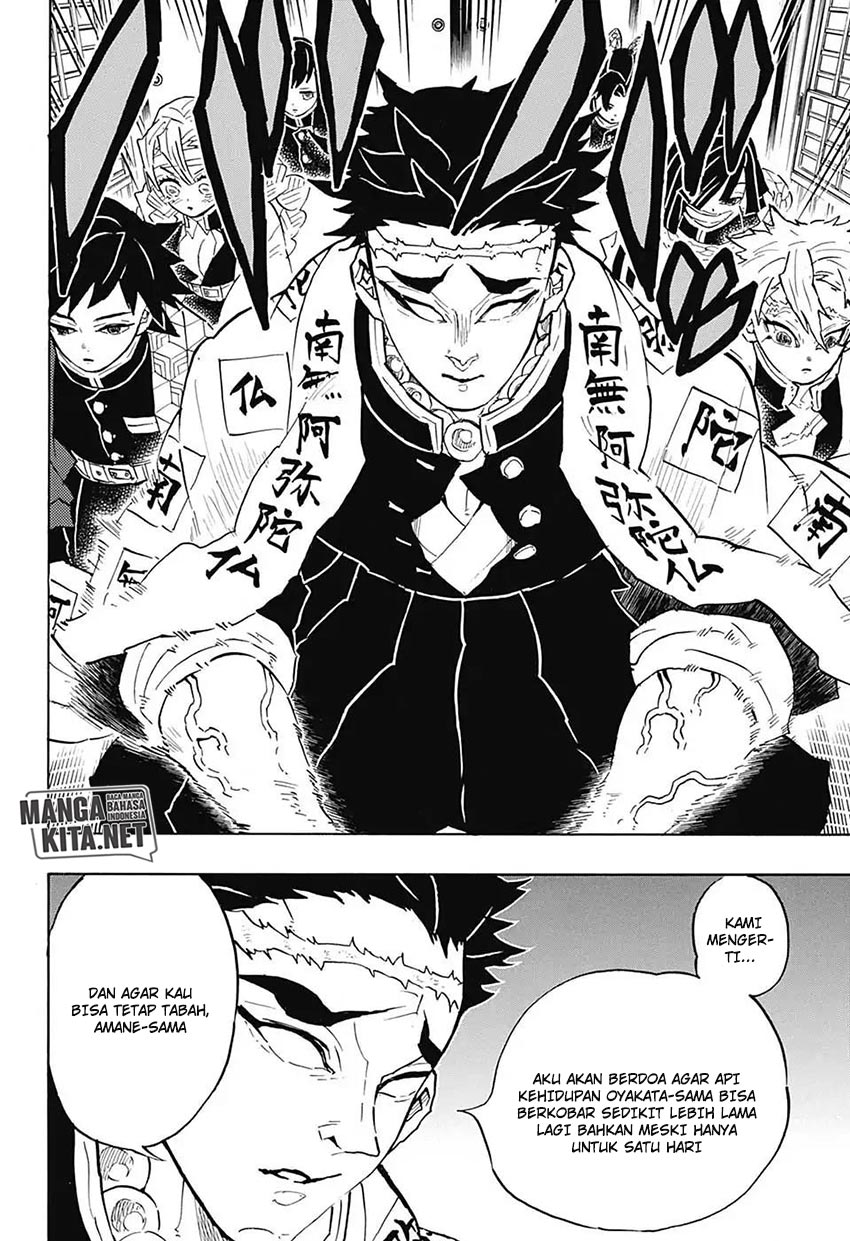 南無阿弥陀仏
南無阿弥陀仏
仏
陀
弥
南
MANGA
KITA.NET
BACA MANGA
BAHASA
INDONESIA
KAMI
MENGER-
TI...
AKU AKAN BERDOA AGAR API
KEHIDUPAN OYAKATA-SAMA BISA
BERKOBAR SEDIKIT LEBIH LAMA
LAGI BAHKAN MESKI HANYA
UNTUK SATU HARI
DAN AGAR KAU
BISA TETAP TABAH,
AMANE-SAMA